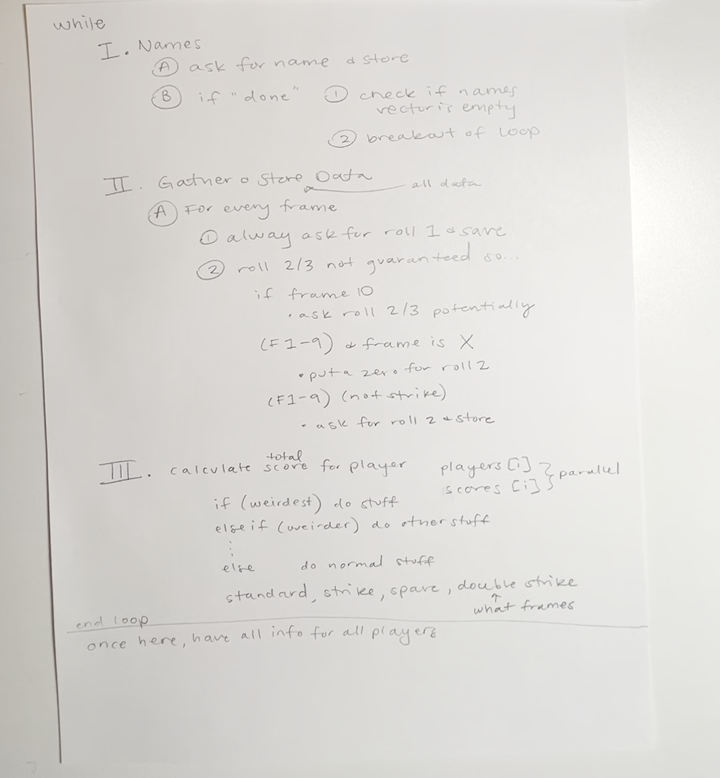 while
I. Names
(A) ask for name & store
(B) if "done" (1) check if names
vector is empty
(2) breakout of loop
II. Gather & Store Data
all data
(A) For every frame
(1) alway ask for roll 1 & save
(2) roll 2/3 not guaranteed so...
if frame 10
• ask roll 2/3 potentially
(F 1-9) & frame is X
• put a zero for roll 2
(F1-9) (not strike)
• ask for roll 2 & store
total
III. calculate score for player players [i] } parallel
scores [i]
if (weirdest) do stuff
else if (weirder) do other stuff
⋮
else do normal stuff
standard, strike, spare, double strike
↑
what frames
end loop
once here, have all info for all players